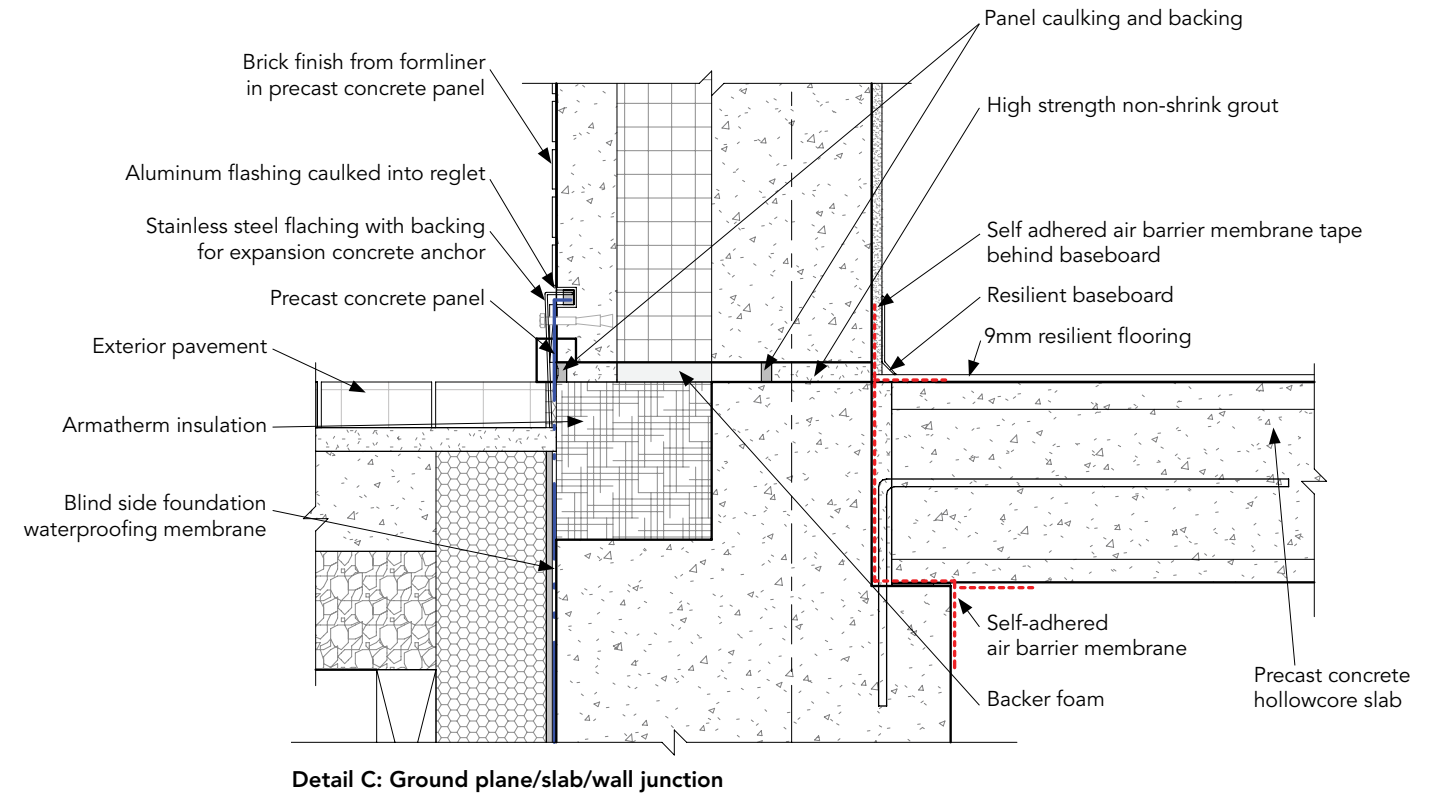 Panel caulking and backing
Brick finish from formliner
in precast concrete panel
High strength non-shrink grout
Aluminum flashing caulked into reglet
Stainless steel flaching with backing
for expansion concrete anchor
Self adhered air barrier membrane tape
behind baseboard
Precast concrete panel
Resilient baseboard
Exterior pavement
9mm resilient flooring
Armatherm insulation
Blind side foundation
waterproofing membrane
Self-adhered
air barrier membrane
Backer foam
Precast concrete
hollowcore slab
Detail C: Ground plane/slab/wall junction